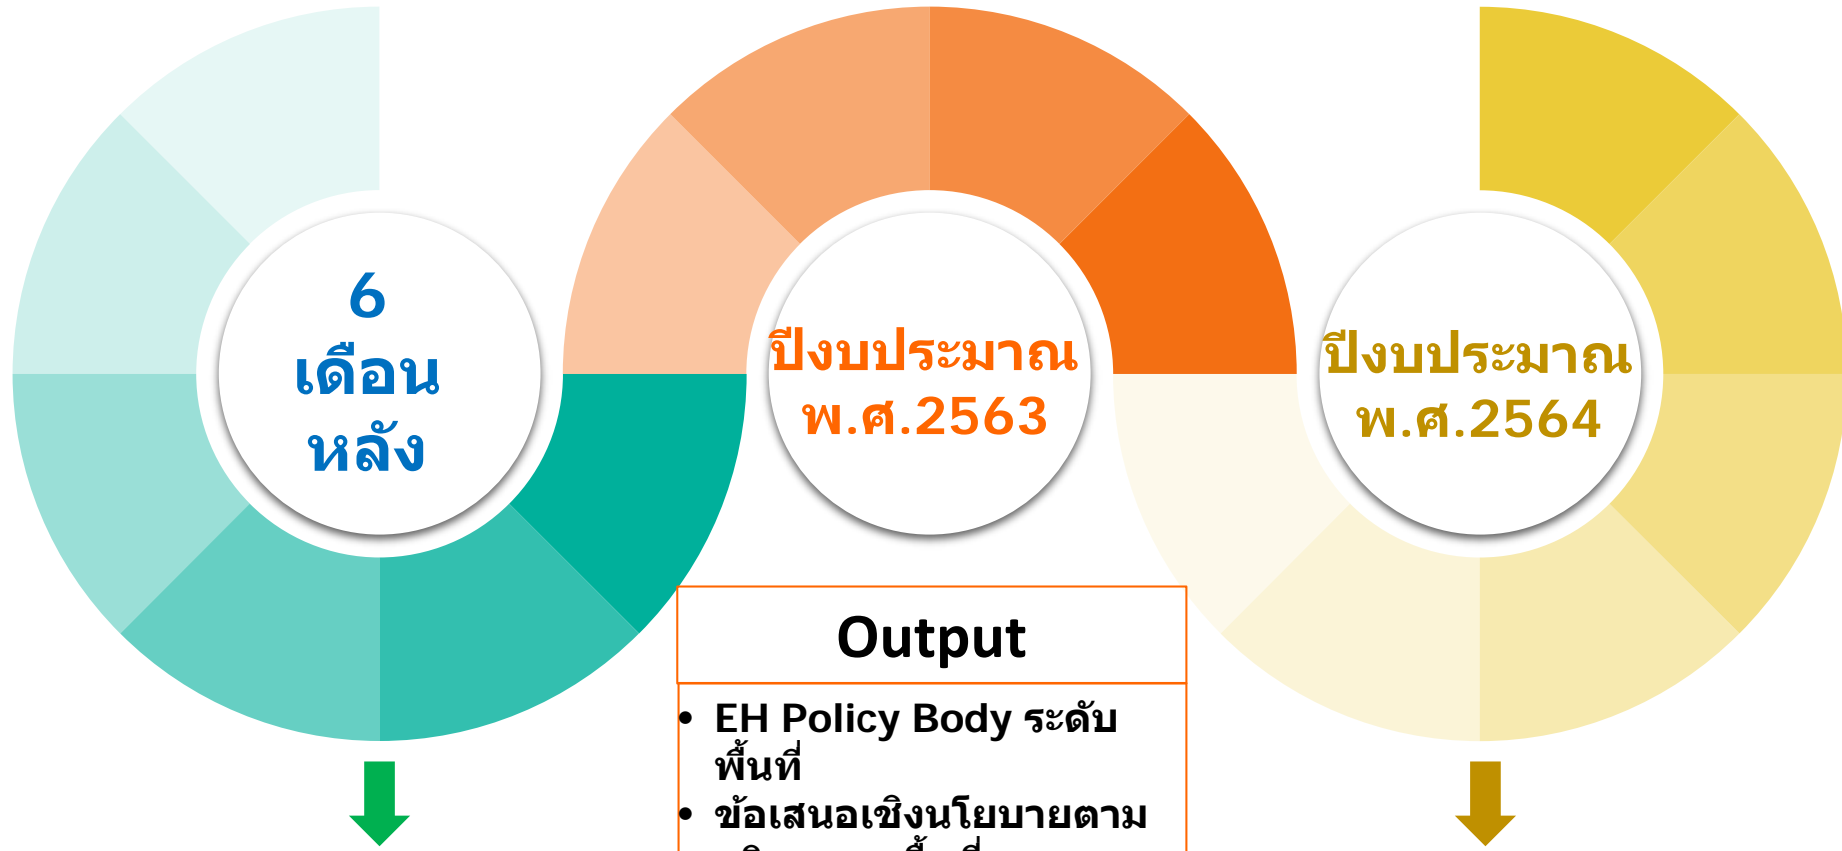 6
เดือน
หลัง
ปีงบประมาณ
พ.ศ.2563
ปีงบประมาณ
พ.ศ.2564
Output
• EH Policy Body ระดับ
พื้นที่
• ข้อเสนอเชิงนโยบายตาม